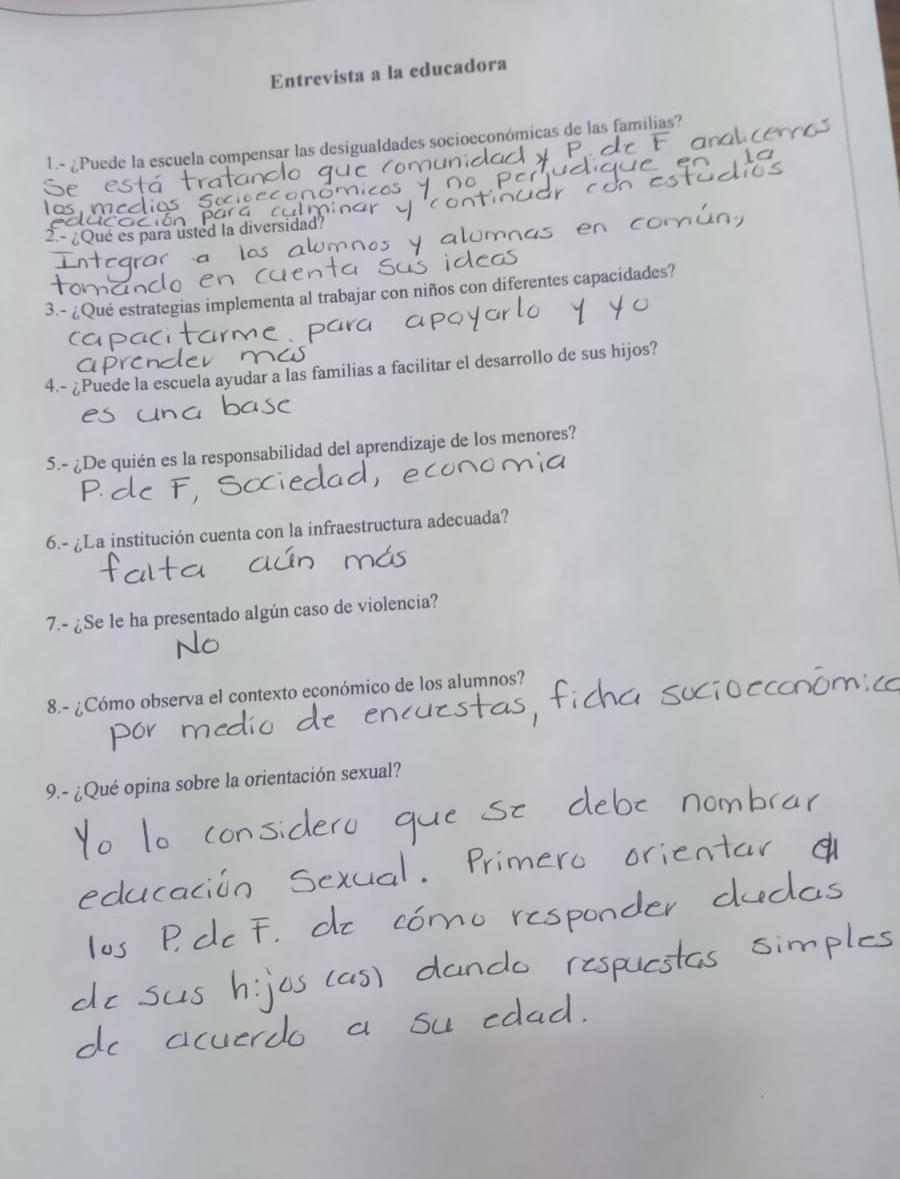 Entrevista a la educadora
1.- ¿Puede la escuela compensar las desigualdades socioeconómicas de las familias?
Se está tratando que comunidad y P. de F analicemos
los medios socioeconómicos y no perjudique en la
educación para culminar y continuar con estudios
2.- ¿Qué es para usted la diversidad?
Integrar a los alumnos y alumnas en común,
tomando en cuenta sus ideas
3.- ¿Qué estrategias implementa al trabajar con niños con diferentes capacidades?
capacitarme para apoyarlo y yo
aprender más
4.- ¿Puede la escuela ayudar a las familias a facilitar el desarrollo de sus hijos?
es una base
5.- ¿De quién es la responsabilidad del aprendizaje de los menores?
P. de F, Sociedad, economia
6.- ¿La institución cuenta con la infraestructura adecuada?
falta aún más
7.- ¿Se le ha presentado algún caso de violencia?
No
8.- ¿Cómo observa el contexto económico de los alumnos?
por medio de encuestas, ficha socioeconómica
9.- ¿Qué opina sobre la orientación sexual?
Yo lo considero que se debe nombrar
educación sexual. Primero orientar a
los P. de F. de cómo responder dudas
de sus hijos (as) dando respuestas simples
de acuerdo a su edad.